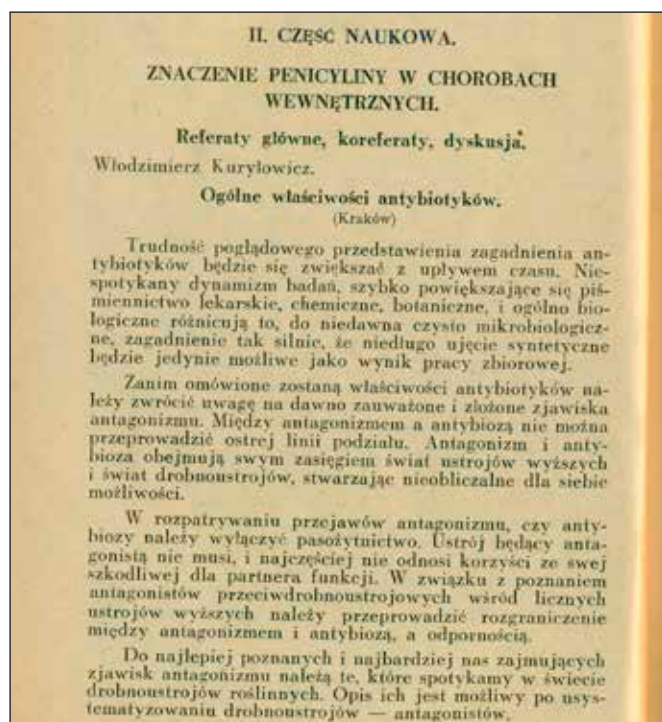 II. CZĘŚĆ NAUKOWA.
ZNACZENIE PENICYLINY W CHOROBACH
WEWNĘTRZNYCH.
Referaty główne, koreferaty, dyskusja.
Włodzimierz Kuryłowicz.
Ogólne właściwości antybiotyków.
(Kraków)
Trudność poglądowego przedstawienia zagadnienia an-
tybiotyków będzie się zwiększać z upływem czasu. Nie-
spotykany dynamizm badań, szybko powiększające się piś-
miennictwo lekarskie, chemiczne, botaniczne, i ogólno bio-
logiczne różnicują to, do niedawna czysto mikrobiologicz-
ne, zagadnienie tak silnie, że niedługo ujęcie syntetyczne
będzie jedynie możliwe jako wynik pracy zbiorowej.
Zanim omówione zostaną właściwości antybiotyków na-
leży zwrócić uwagę na dawno zauważone i złożone zjawiska
antagonizmu. Między antagonizmem a antybiozą nie można
przeprowadzić ostrej linii podziału. Antagonizm i anty-
bioza obejmują swym zasięgiem świat ustrojów wyższych
i świat drobnoustrojów, stwarzając nieobliczalne dla siebie
możliwości.
W rozpatrywaniu przejawów antagonizmu, czy anty-
biozy należy wyłączyć pasożytnictwo. Ustrój będący anta-
gonistą nie musi, i najczęściej nie odnosi korzyści ze swej
szkodliwej dla partnera funkcji. W związku z poznaniem
antagonistów przeciwdrobnoustrojowych wśród licznych
ustrojów wyższych należy przeprowadzić rozgraniczenie
między antagonizmem i antybiozą, a odpornością.
Do najlepiej poznanych i najbardziej nas zajmujących
zjawisk antagonizmu należą te, które spotykamy w świecie
drobnoustrojów roślinnych. Opis ich jest możliwy po usys-
tematyzowaniu drobnoustrojów — antagonistów.